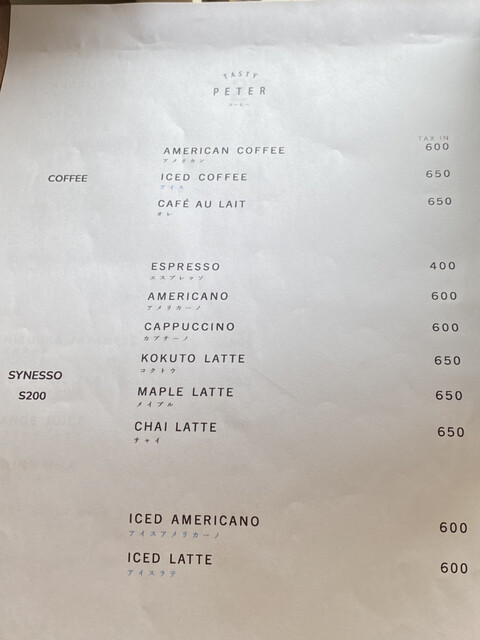 TASTY
PETER
コーヒー
TAX IN
COFFEE
AMERICAN COFFEE 600
アメリカン
ICED COFFEE 650
アイス
CAFÉ AU LAIT 650
オレ
SYNESSO
S200
ESPRESSO 400
エスプレッソ
AMERICANO 600
アメリカーノ
CAPPUCCINO 600
カプチーノ
KOKUTO LATTE 650
コクトウ
MAPLE LATTE 650
メイプル
CHAI LATTE 650
チャイ
ICED AMERICANO 600
アイスアメリカーノ
ICED LATTE 600
アイスラテ